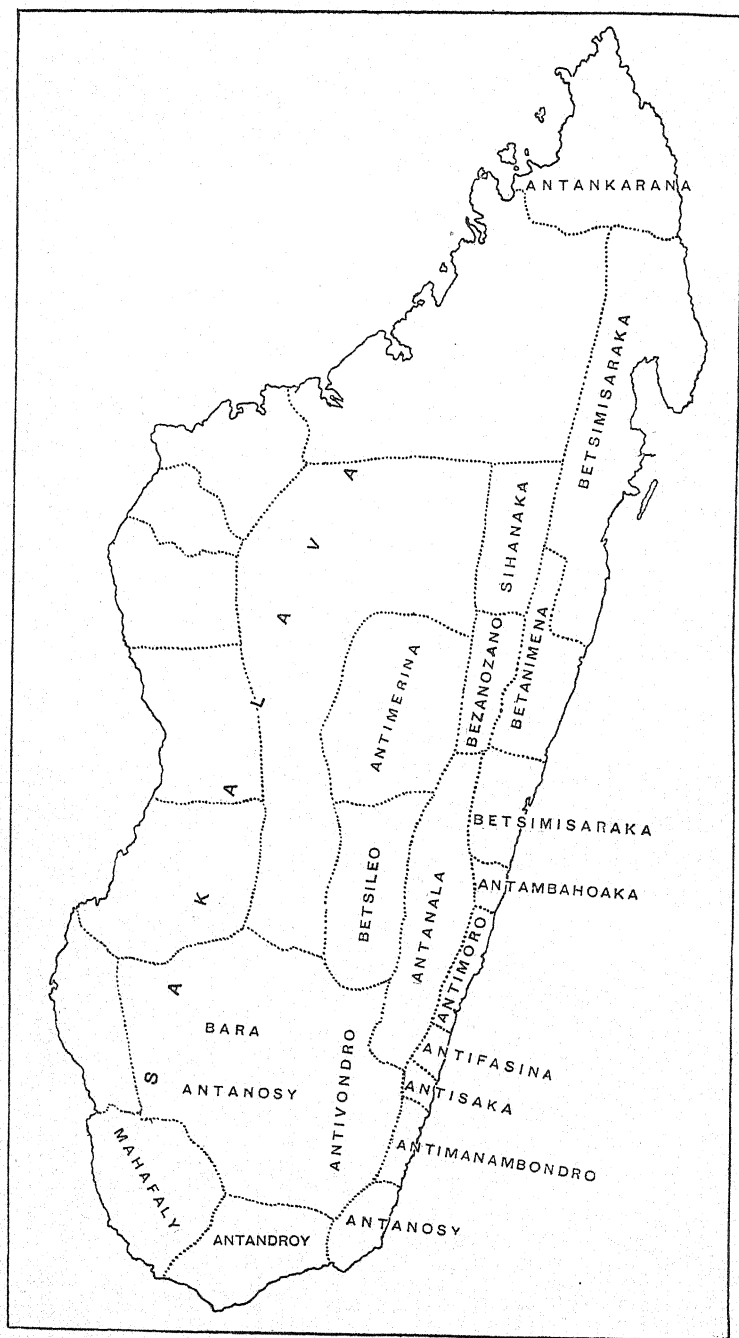 ANTANKARANA
BETSIMISARAKA
SIHANAKA
SAKALAVA
BEZANOZANO
BETANIMENA
ANTIMERINA
BETSIMISARAKA
BETSILEO
ANTANALA
ANTAMBAHOAKA
ANTIMORO
BARA
ANTIVONDRO
ANTIFASINA
ANTANOSY
ANTISAKA
MAHAFALY
ANTIMANAMBONDRO
ANTANDROY
ANTANOSY